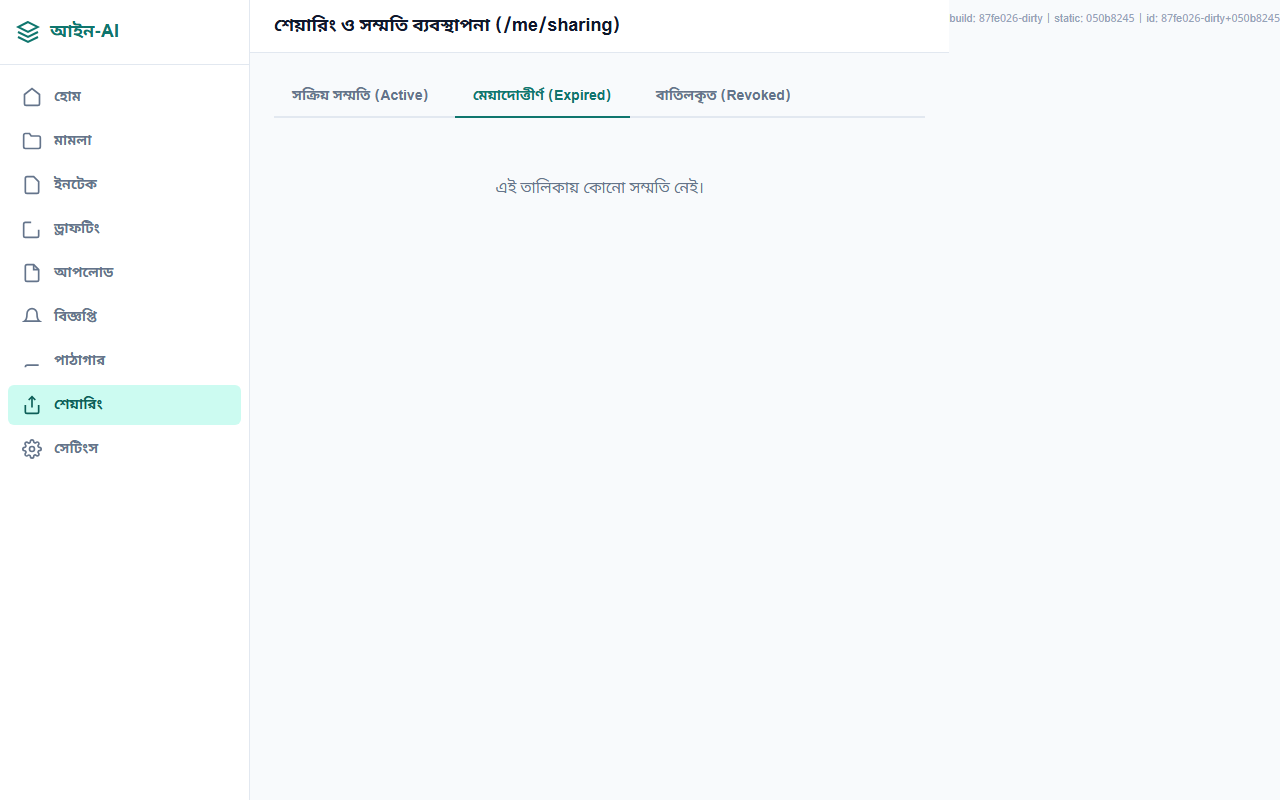 আইন-AI
হোম
মামলা
ইনটেক
ড্রাফটিং
আপলোড
বিজ্ঞপ্তি
পাঠাগার
শেয়ারিং
সেটিংস
শেয়ারিং ও সম্মতি ব্যবস্থাপনা (/me/sharing)
build: 87fe026-dirty | static: 050b8245 | id: 87fe026-dirty+050b8245
সক্রিয় সম্মতি (Active) মেয়াদোত্তীর্ণ (Expired) বাতিলকৃত (Revoked)
এই তালিকায় কোনো সম্মতি নেই।